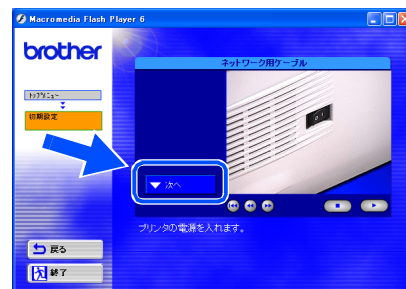 Macromedia Flash Player 6
brother
ネットワーク用ケーブル
トップメニュー
初期設定
次へ
プリンタの電源を入れます。
戻る
終了